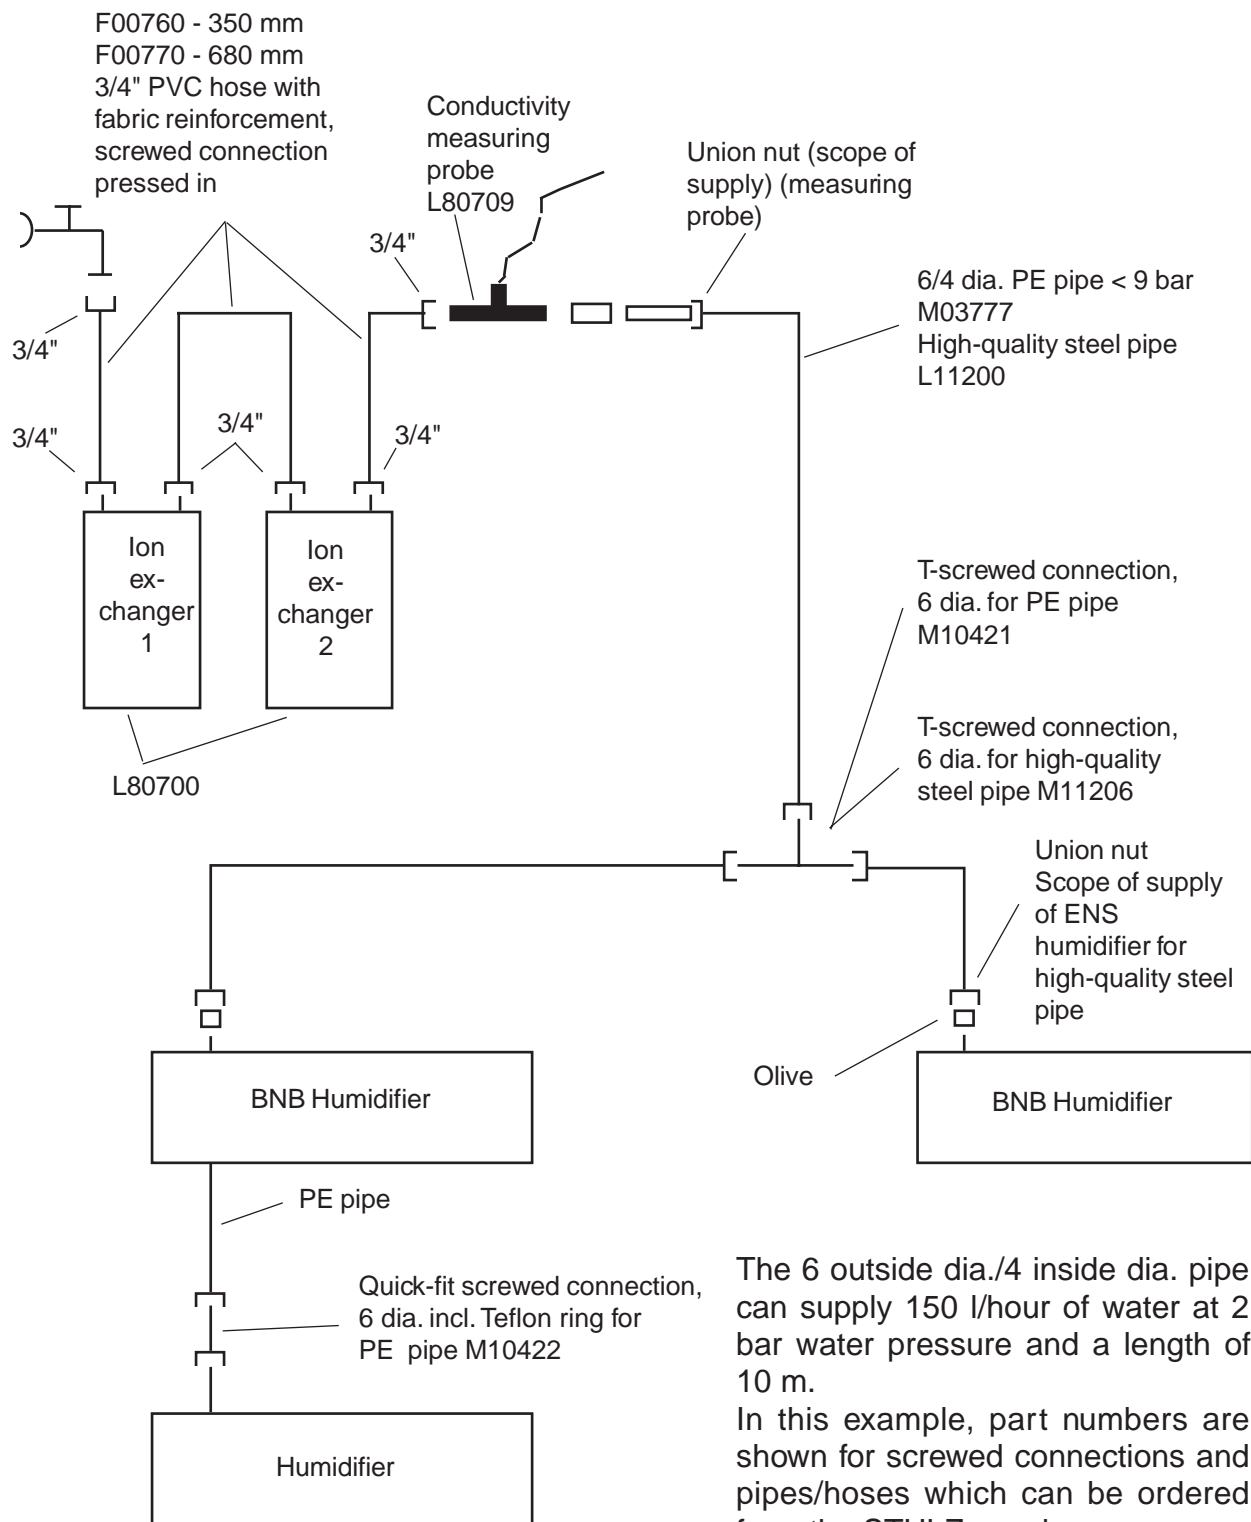 F00760 - 350 mm
F00770 - 680 mm
3/4" PVC hose with
fabric reinforcement,
screwed connection
pressed in
Conductivity
measuring
probe
L80709
Union nut (scope of
supply) (measuring
probe)
3/4"
6/4 dia. PE pipe < 9 bar
M03777
High-quality steel pipe
L11200
3/4"
3/4"
3/4"
3/4"
Ion
ex-
changer
1
Ion
ex-
changer
2
L80700
T-screwed connection,
6 dia. for PE pipe
M10421
T-screwed connection,
6 dia. for high-quality
steel pipe M11206
Union nut
Scope of supply
of ENS
humidifier for
high-quality steel
pipe
Olive
BNB Humidifier
BNB Humidifier
PE pipe
Quick-fit screwed connection,
6 dia. incl. Teflon ring for
PE pipe M10422
Humidifier
The 6 outside dia./4 inside dia. pipe
can supply 150 l/hour of water at 2
bar water pressure and a length of
10 m.
In this example, part numbers are
shown for screwed connections and
pipes/hoses which can be ordered